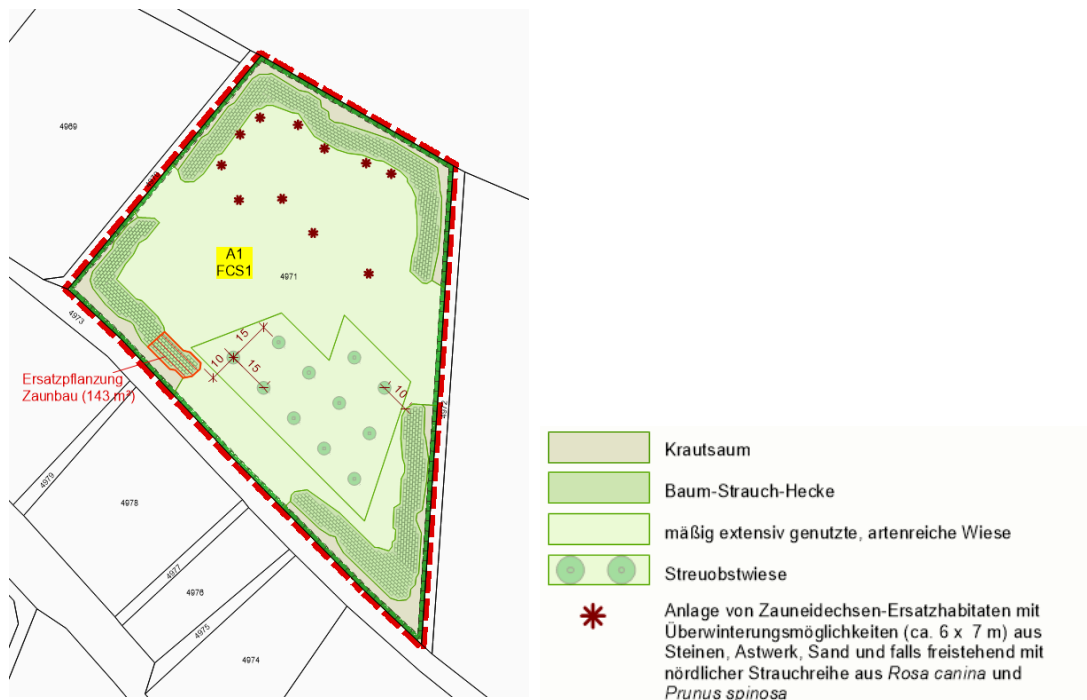 4969
4970
A1
FCS1
4971
4973
15
10
15
10
4972
Ersatzpflanzung
Zaunbau (143 m²)
4979
4978
4977
4976
4975
4974
Krautsaum
Baum-Strauch-Hecke
mäßig extensiv genutzte, artenreiche Wiese
Streuobstwiese
Anlage von Zauneidechsen-Ersatzhabitaten mit
Überwinterungsmöglichkeiten (ca. 6 x 7 m) aus
Steinen, Astwerk, Sand und falls freistehend mit
nördlicher Strauchreihe aus Rosa canina und
Prunus spinosa